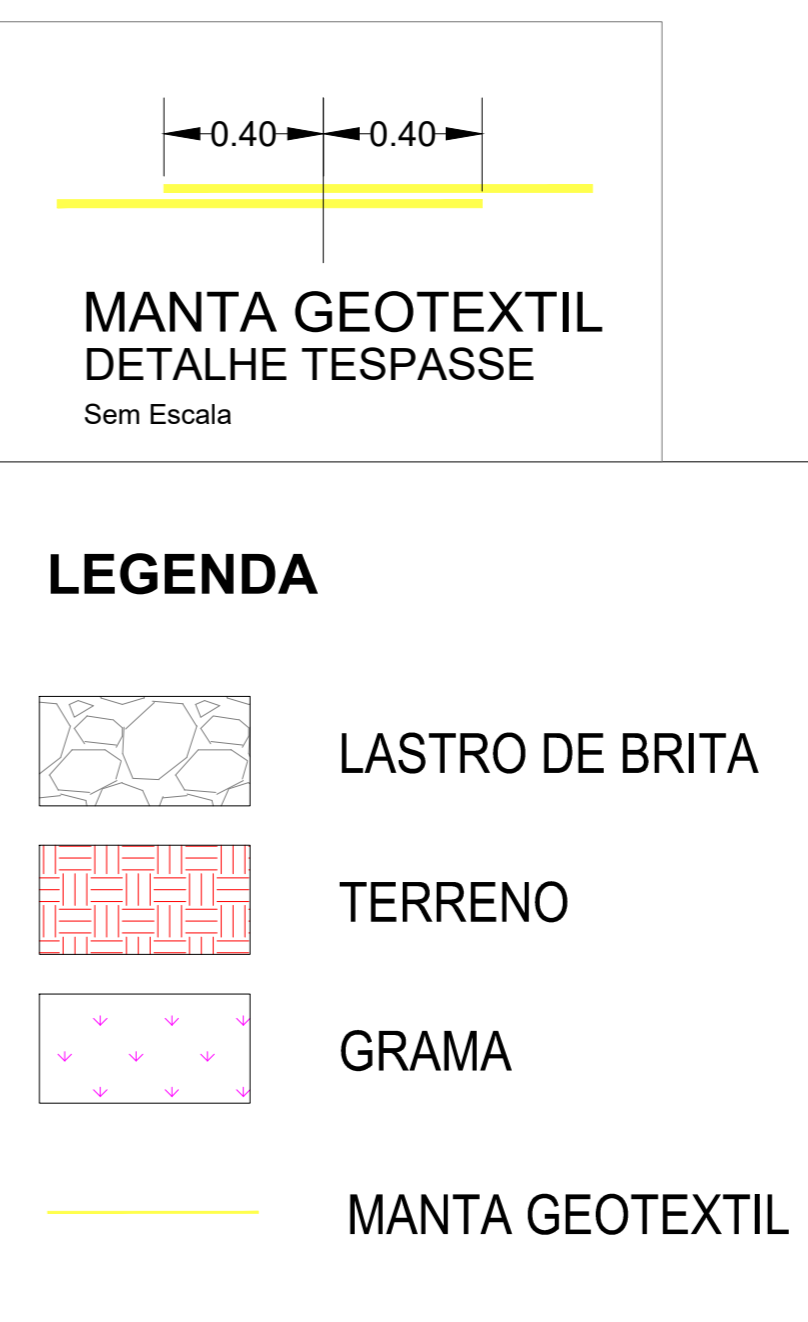 0.40 0.40
MANTA GEOTEXTIL
DETALHE TESPASSE
Sem Escala
LEGENDA
LASTRO DE BRITA
TERRENO
GRAMA
MANTA GEOTEXTIL